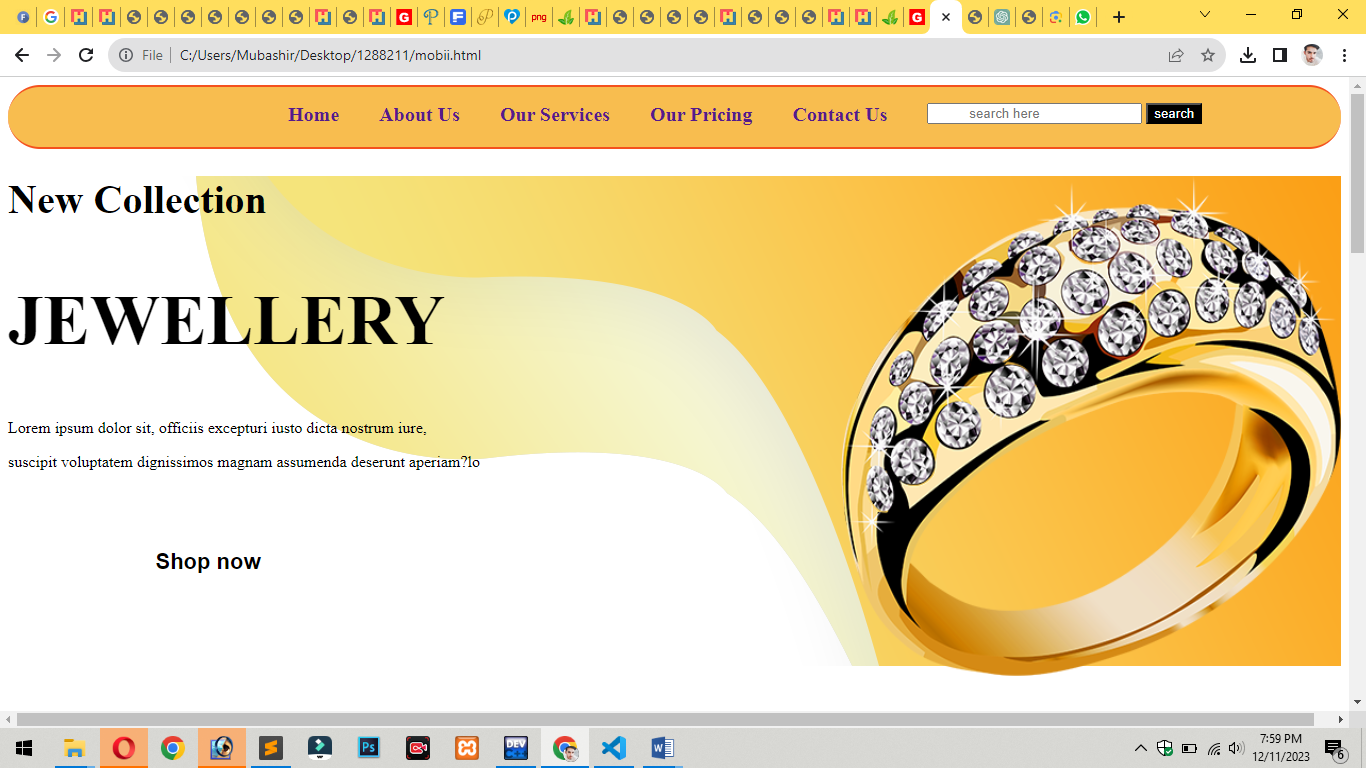 File C:/Users/Mubashir/Desktop/1288211/mobii.html
Home About Us Our Services Our Pricing Contact Us search here search
New Collection
JEWELLERY
Lorem ipsum dolor sit, officiis excepturi iusto dicta nostrum iure,
suscipit voluptatem dignissimos magnam assumenda deserunt aperiam?lo
Shop now
png
DEV
7:59 PM
12/11/2023
6